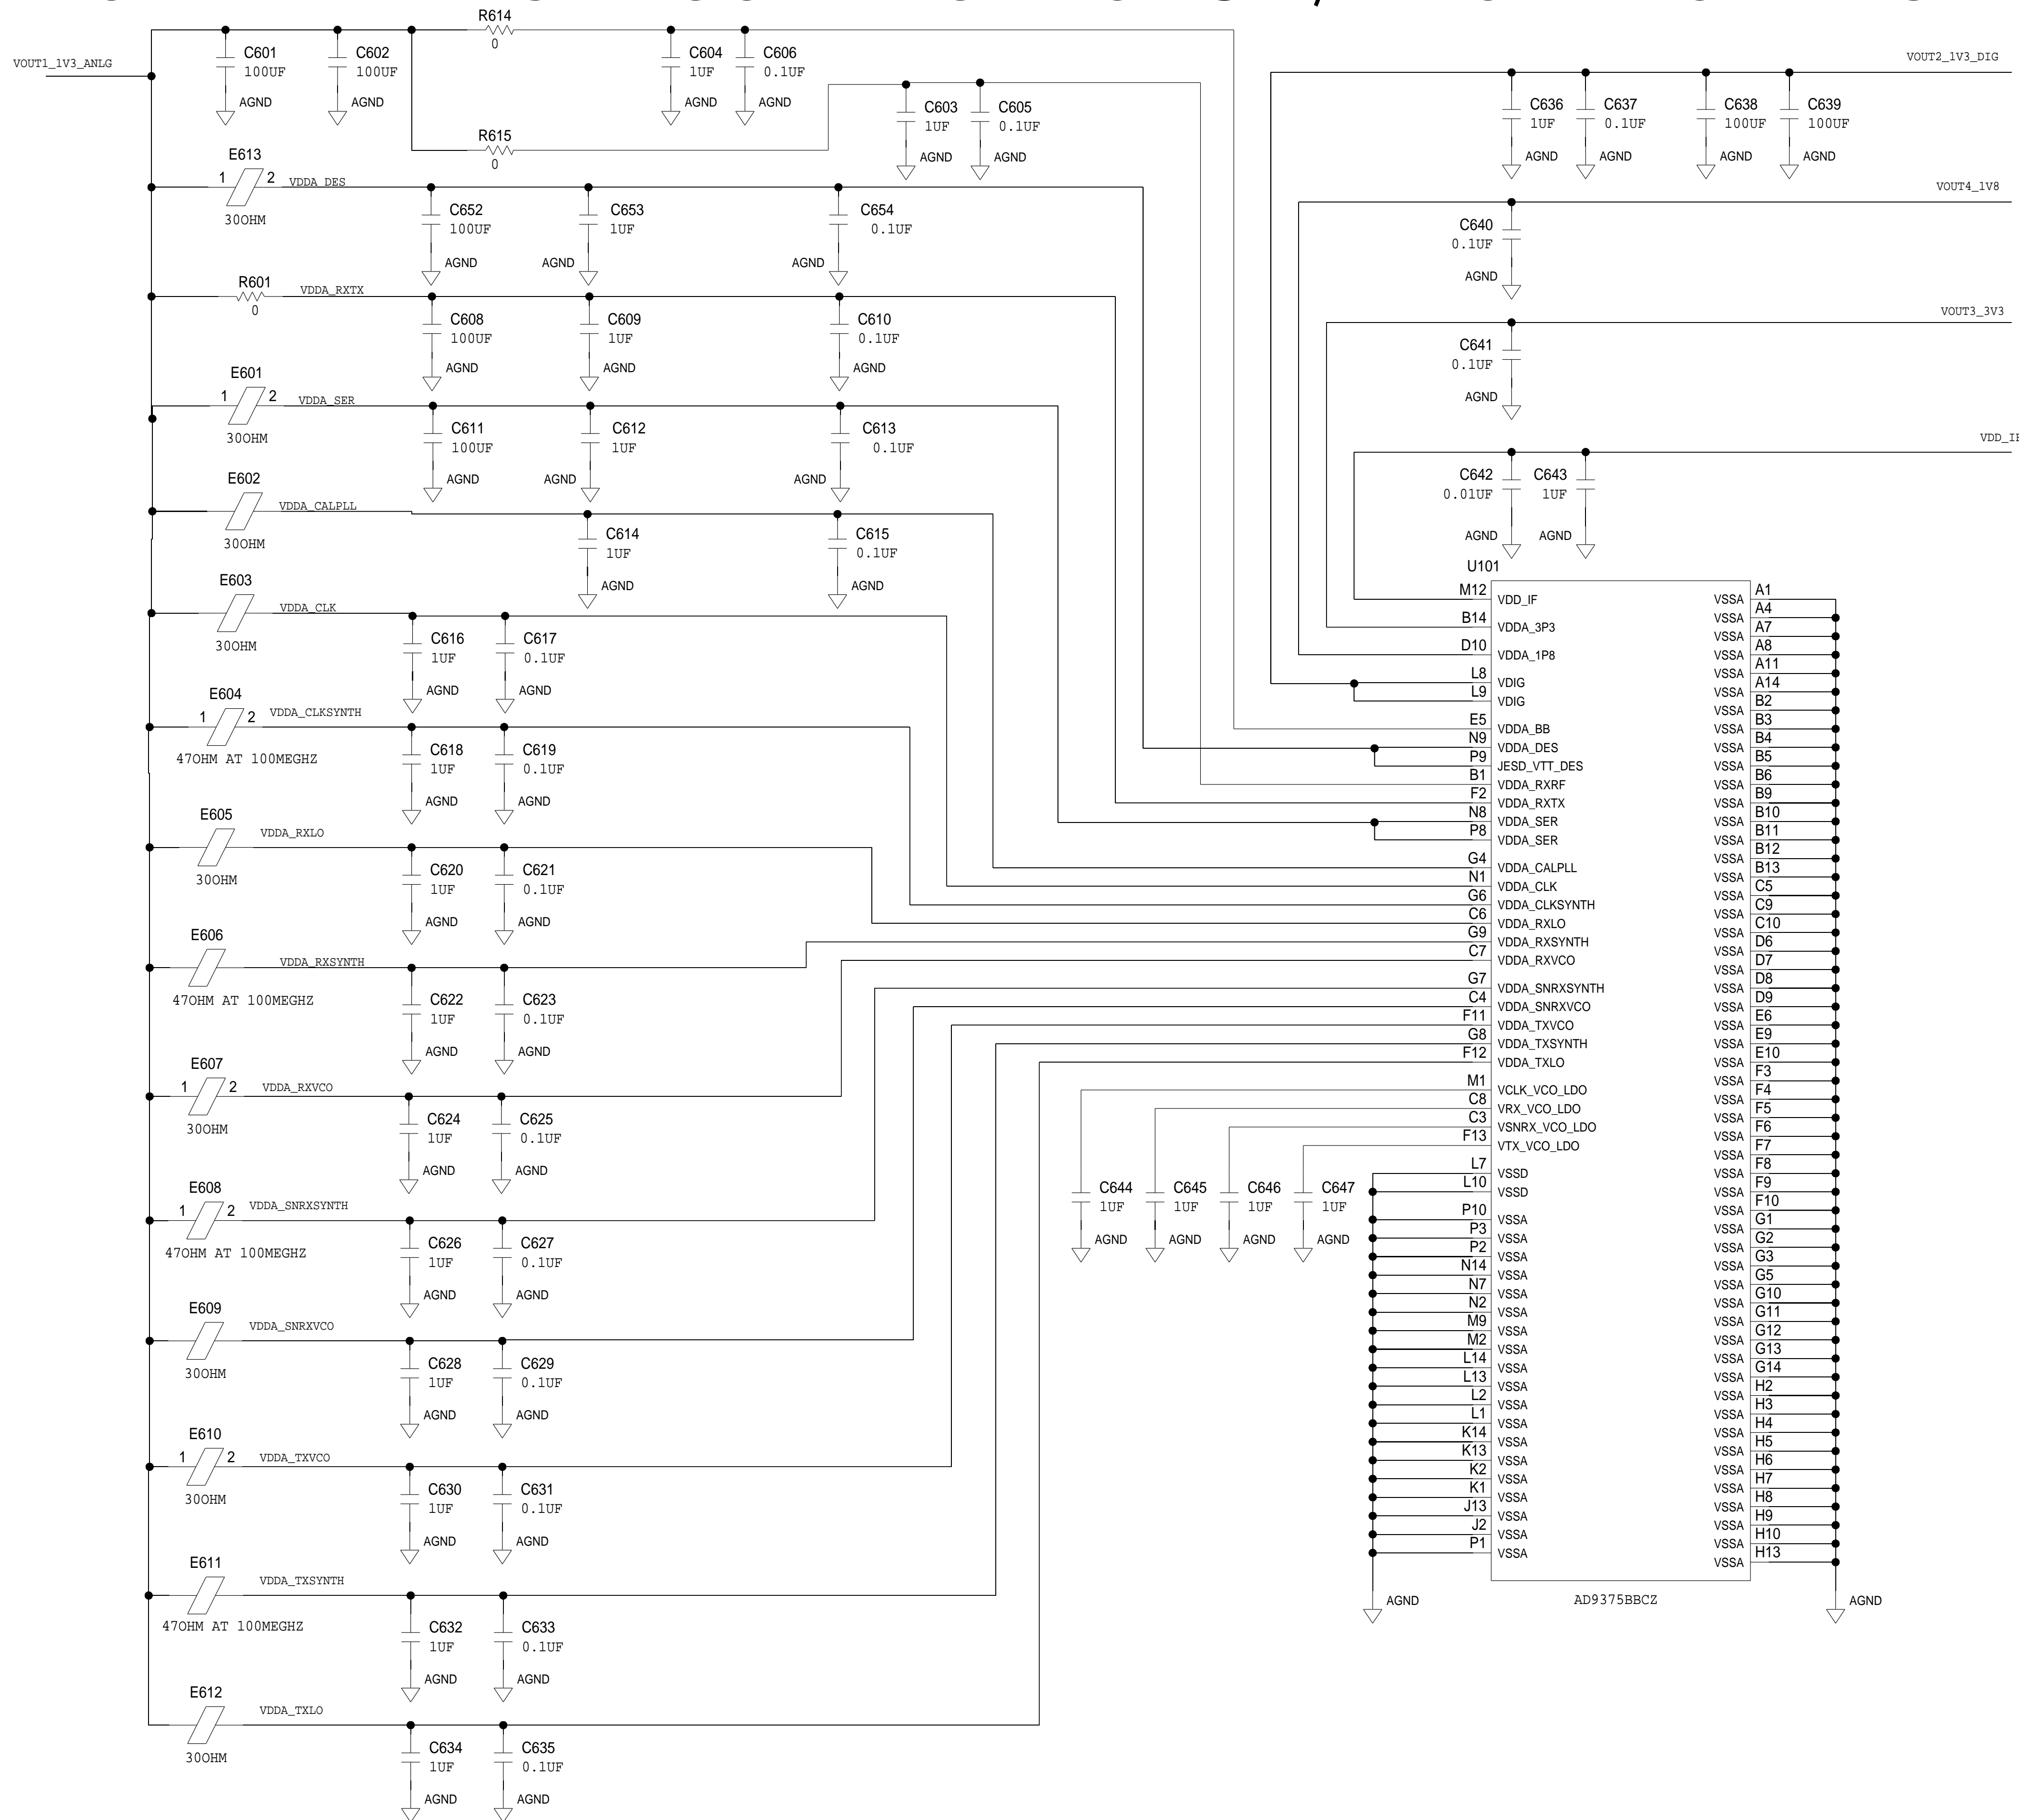 R614
0
VOUT1_1V3_ANLG
C601
100UF
AGND
C602
100UF
AGND
C604
1UF
AGND
C606
0.1UF
AGND
C603
1UF
AGND
C605
0.1UF
AGND
R615
0
VOUT2_1V3_DIG
C636
1UF
AGND
C637
0.1UF
AGND
C638
100UF
AGND
C639
100UF
AGND
E613
1 2 VDDA_DES
30OHM
C652
100UF
AGND
C653
1UF
AGND
C654
0.1UF
AGND
VOUT4_1V8
C640
0.1UF
AGND
R601
0
VDDA_RXTX
C608
100UF
AGND
C609
1UF
AGND
C610
0.1UF
AGND
VOUT3_3V3
C641
0.1UF
AGND
E601
1 2 VDDA_SER
30OHM
C611
100UF
AGND
C612
1UF
AGND
C613
0.1UF
AGND
VDD_IF
C642
0.01UF
AGND
C643
1UF
AGND
E602
VDDA_CALPLL
30OHM
C614
1UF
AGND
C615
0.1UF
AGND
E603
VDDA_CLK
30OHM
C616
1UF
AGND
C617
0.1UF
AGND
E604
1 2 VDDA_CLKSYNTH
47OHM AT 100MEGHZ
C618
1UF
AGND
C619
0.1UF
AGND
E605
VDDA_RXLO
30OHM
C620
1UF
AGND
C621
0.1UF
AGND
E606
VDDA_RXSYNTH
47OHM AT 100MEGHZ
C622
1UF
AGND
C623
0.1UF
AGND
E607
1 2 VDDA_RXVCO
30OHM
C624
1UF
AGND
C625
0.1UF
AGND
E608
1 2 VDDA_SNRXSYNTH
47OHM AT 100MEGHZ
C626
1UF
AGND
C627
0.1UF
AGND
E609
VDDA_SNRXVCO
30OHM
C628
1UF
AGND
C629
0.1UF
AGND
E610
1 2 VDDA_TXVCO
30OHM
C630
1UF
AGND
C631
0.1UF
AGND
E611
VDDA_TXSYNTH
47OHM AT 100MEGHZ
C632
1UF
AGND
C633
0.1UF
AGND
E612
VDDA_TXLO
30OHM
C634
1UF
AGND
C635
0.1UF
AGND
C644
1UF
AGND
C645
1UF
AGND
C646
1UF
AGND
C647
1UF
AGND
U101
M12 VDD_IF
B14 VDDA_3P3
D10 VDDA_1P8
L8 VDIG
L9 VDIG
E5 VDDA_BB
N9 VDDA_DES
P9 JESD_VTT_DES
B1 VDDA_RXRF
F2 VDDA_RXTX
N8 VDDA_SER
P8 VDDA_SER
G4 VDDA_CALPLL
N1 VDDA_CLK
G6 VDDA_CLKSYNTH
C6 VDDA_RXLO
G9 VDDA_RXSYNTH
C7 VDDA_RXVCO
G7 VDDA_SNRXSYNTH
C4 VDDA_SNRXVCO
F11 VDDA_TXVCO
G8 VDDA_TXSYNTH
F12 VDDA_TXLO
M1 VCLK_VCO_LDO
C8 VRX_VCO_LDO
C3 VSNRX_VCO_LDO
F13 VTX_VCO_LDO
L7 VSSD
L10 VSSD
P10 VSSA
P3 VSSA
P2 VSSA
N14 VSSA
N7 VSSA
N2 VSSA
M9 VSSA
M2 VSSA
L14 VSSA
L13 VSSA
L2 VSSA
L1 VSSA
K14 VSSA
K13 VSSA
K2 VSSA
K1 VSSA
J13 VSSA
J2 VSSA
P1 VSSA
AGND
VSSA A1
VSSA A4
VSSA A7
VSSA A8
VSSA A11
VSSA A14
VSSA B2
VSSA B3
VSSA B4
VSSA B5
VSSA B6
VSSA B9
VSSA B10
VSSA B11
VSSA B12
VSSA B13
VSSA C5
VSSA C9
VSSA C10
VSSA D6
VSSA D7
VSSA D8
VSSA D9
VSSA E6
VSSA E9
VSSA E10
VSSA F3
VSSA F4
VSSA F5
VSSA F6
VSSA F7
VSSA F8
VSSA F9
VSSA F10
VSSA G1
VSSA G2
VSSA G3
VSSA G5
VSSA G10
VSSA G11
VSSA G12
VSSA G13
VSSA G14
VSSA H2
VSSA H3
VSSA H4
VSSA H5
VSSA H6
VSSA H7
VSSA H8
VSSA H9
VSSA H10
VSSA H13
AGND
AD9375BBCZ